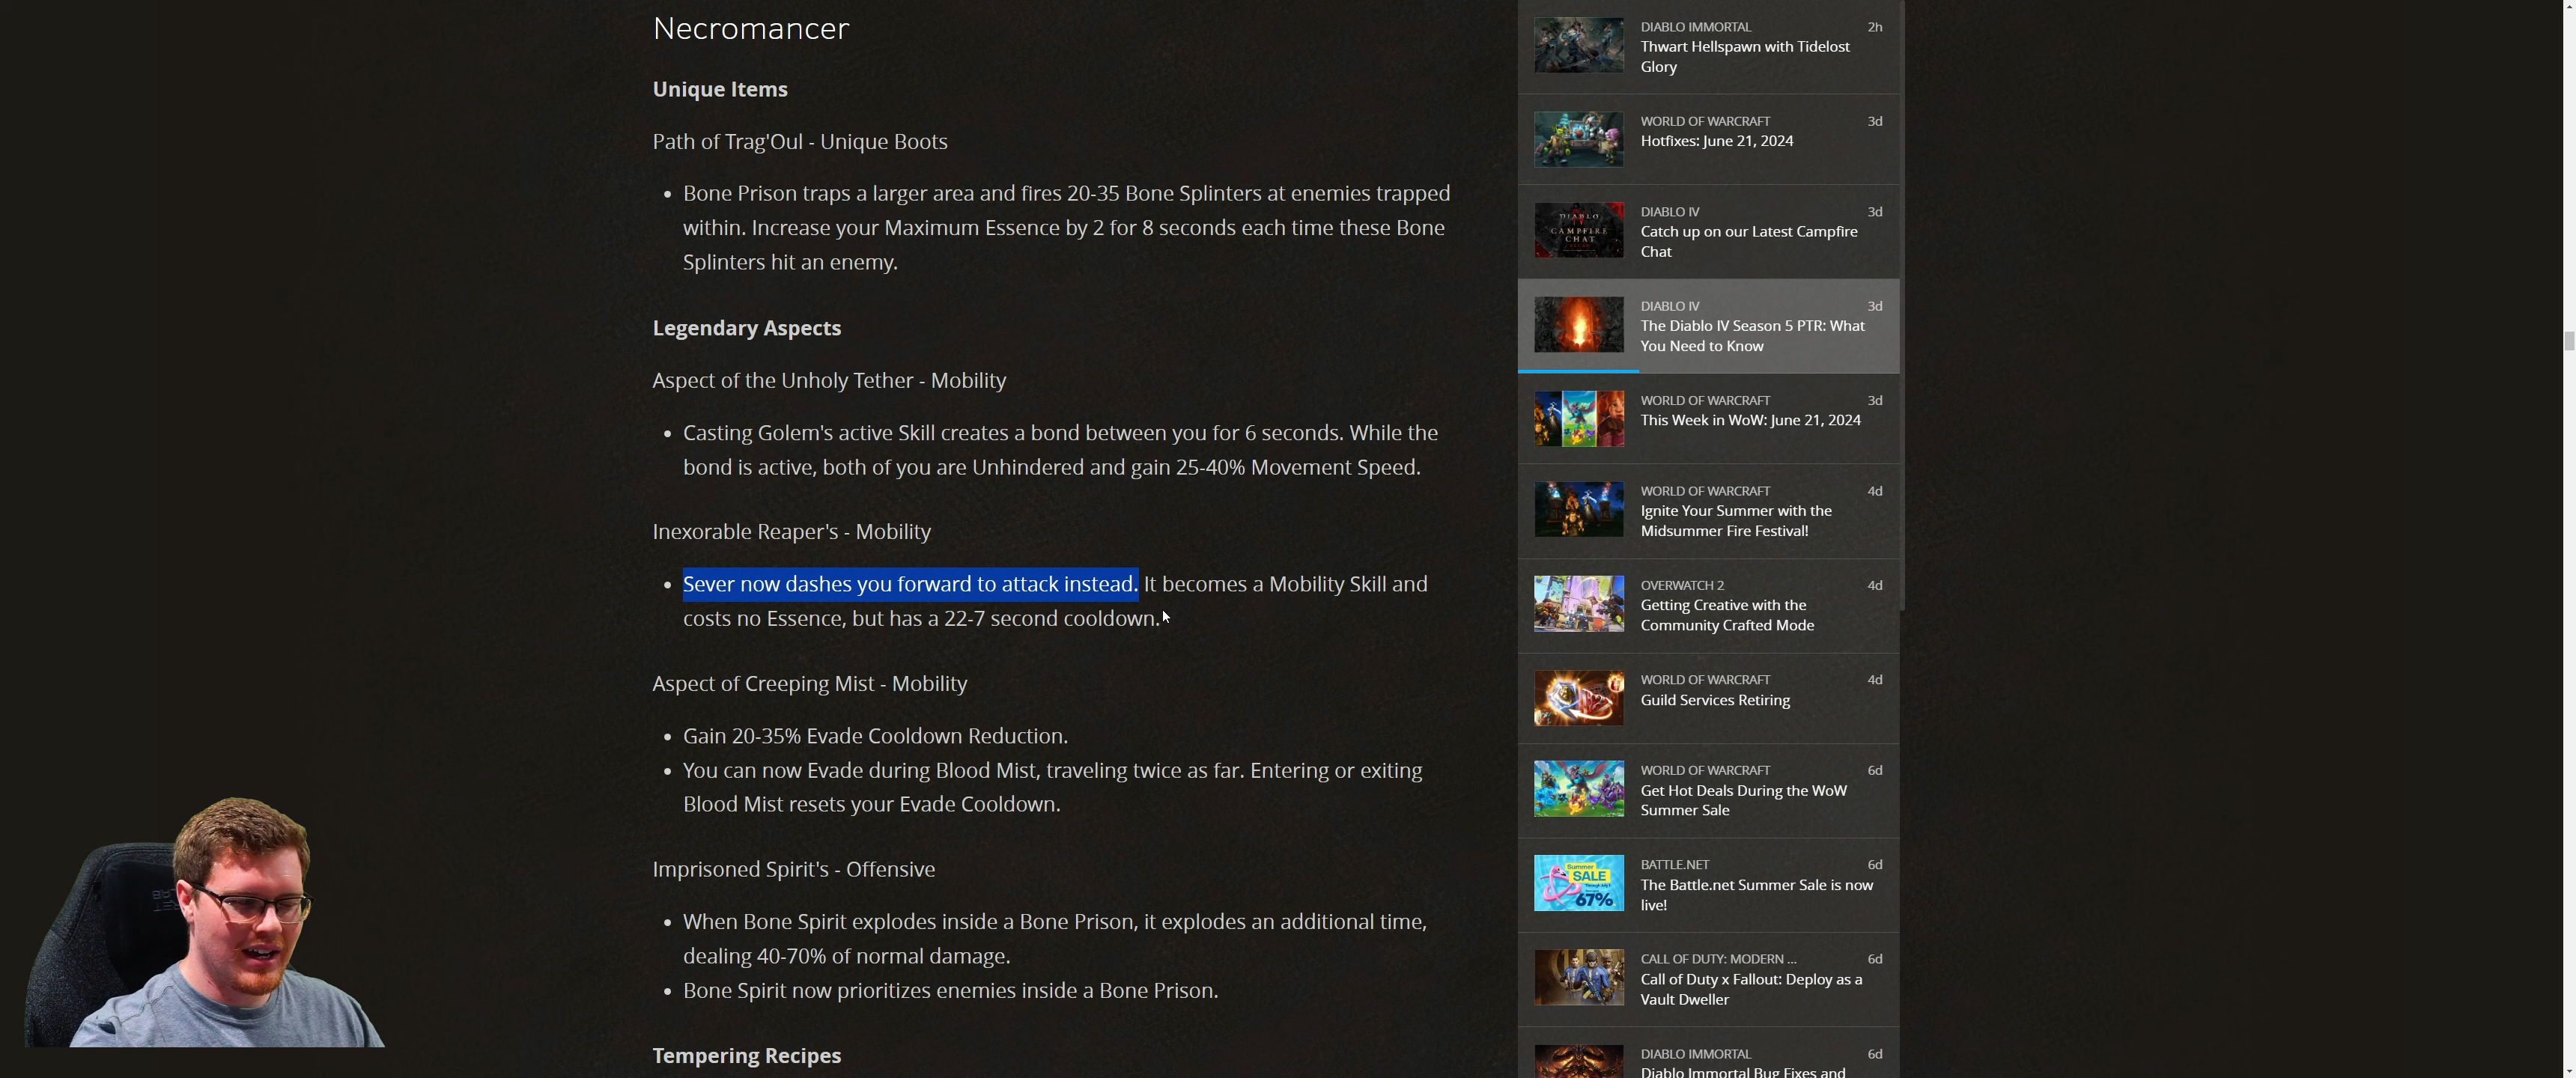 Necromancer
Unique Items
Path of Trag'Oul - Unique Boots
• Bone Prison traps a larger area and fires 20-35 Bone Splinters at enemies trapped
within. Increase your Maximum Essence by 2 for 8 seconds each time these Bone
Splinters hit an enemy.
Legendary Aspects
Aspect of the Unholy Tether - Mobility
• Casting Golem's active Skill creates a bond between you for 6 seconds. While the
bond is active, both of you are Unhindered and gain 25-40% Movement Speed.
Inexorable Reaper's - Mobility
• Sever now dashes you forward to attack instead. It becomes a Mobility Skill and
costs no Essence, but has a 22-7 second cooldown.
Aspect of Creeping Mist - Mobility
• Gain 20-35% Evade Cooldown Reduction.
• You can now Evade during Blood Mist, traveling twice as far. Entering or exiting
Blood Mist resets your Evade Cooldown.
Imprisoned Spirit's - Offensive
• When Bone Spirit explodes inside a Bone Prison, it explodes an additional time,
dealing 40-70% of normal damage.
• Bone Spirit now prioritizes enemies inside a Bone Prison.
Tempering Recipes
DIABLO IMMORTAL 2h
Thwart Hellspawn with Tidelost
Glory
WORLD OF WARCRAFT 3d
Hotfixes: June 21, 2024
DIABLO
CAMPFIRE
CHAT
DIABLO IV 3d
Catch up on our Latest Campfire
Chat
DIABLO IV 3d
The Diablo IV Season 5 PTR: What
You Need to Know
WORLD OF WARCRAFT 3d
This Week in WoW: June 21, 2024
WORLD OF WARCRAFT 4d
Ignite Your Summer with the
Midsummer Fire Festival!
OVERWATCH 2 4d
Getting Creative with the
Community Crafted Mode
WORLD OF WARCRAFT 4d
Guild Services Retiring
WORLD OF WARCRAFT 6d
Get Hot Deals During the WoW
Summer Sale
Summer
SALE
67%
BATTLE.NET 6d
The Battle.net Summer Sale is now
live!
CALL OF DUTY: MODERN ... 6d
Call of Duty x Fallout: Deploy as a
Vault Dweller
DIABLO IMMORTAL 6d
Diablo Immortal Bug Fixes and